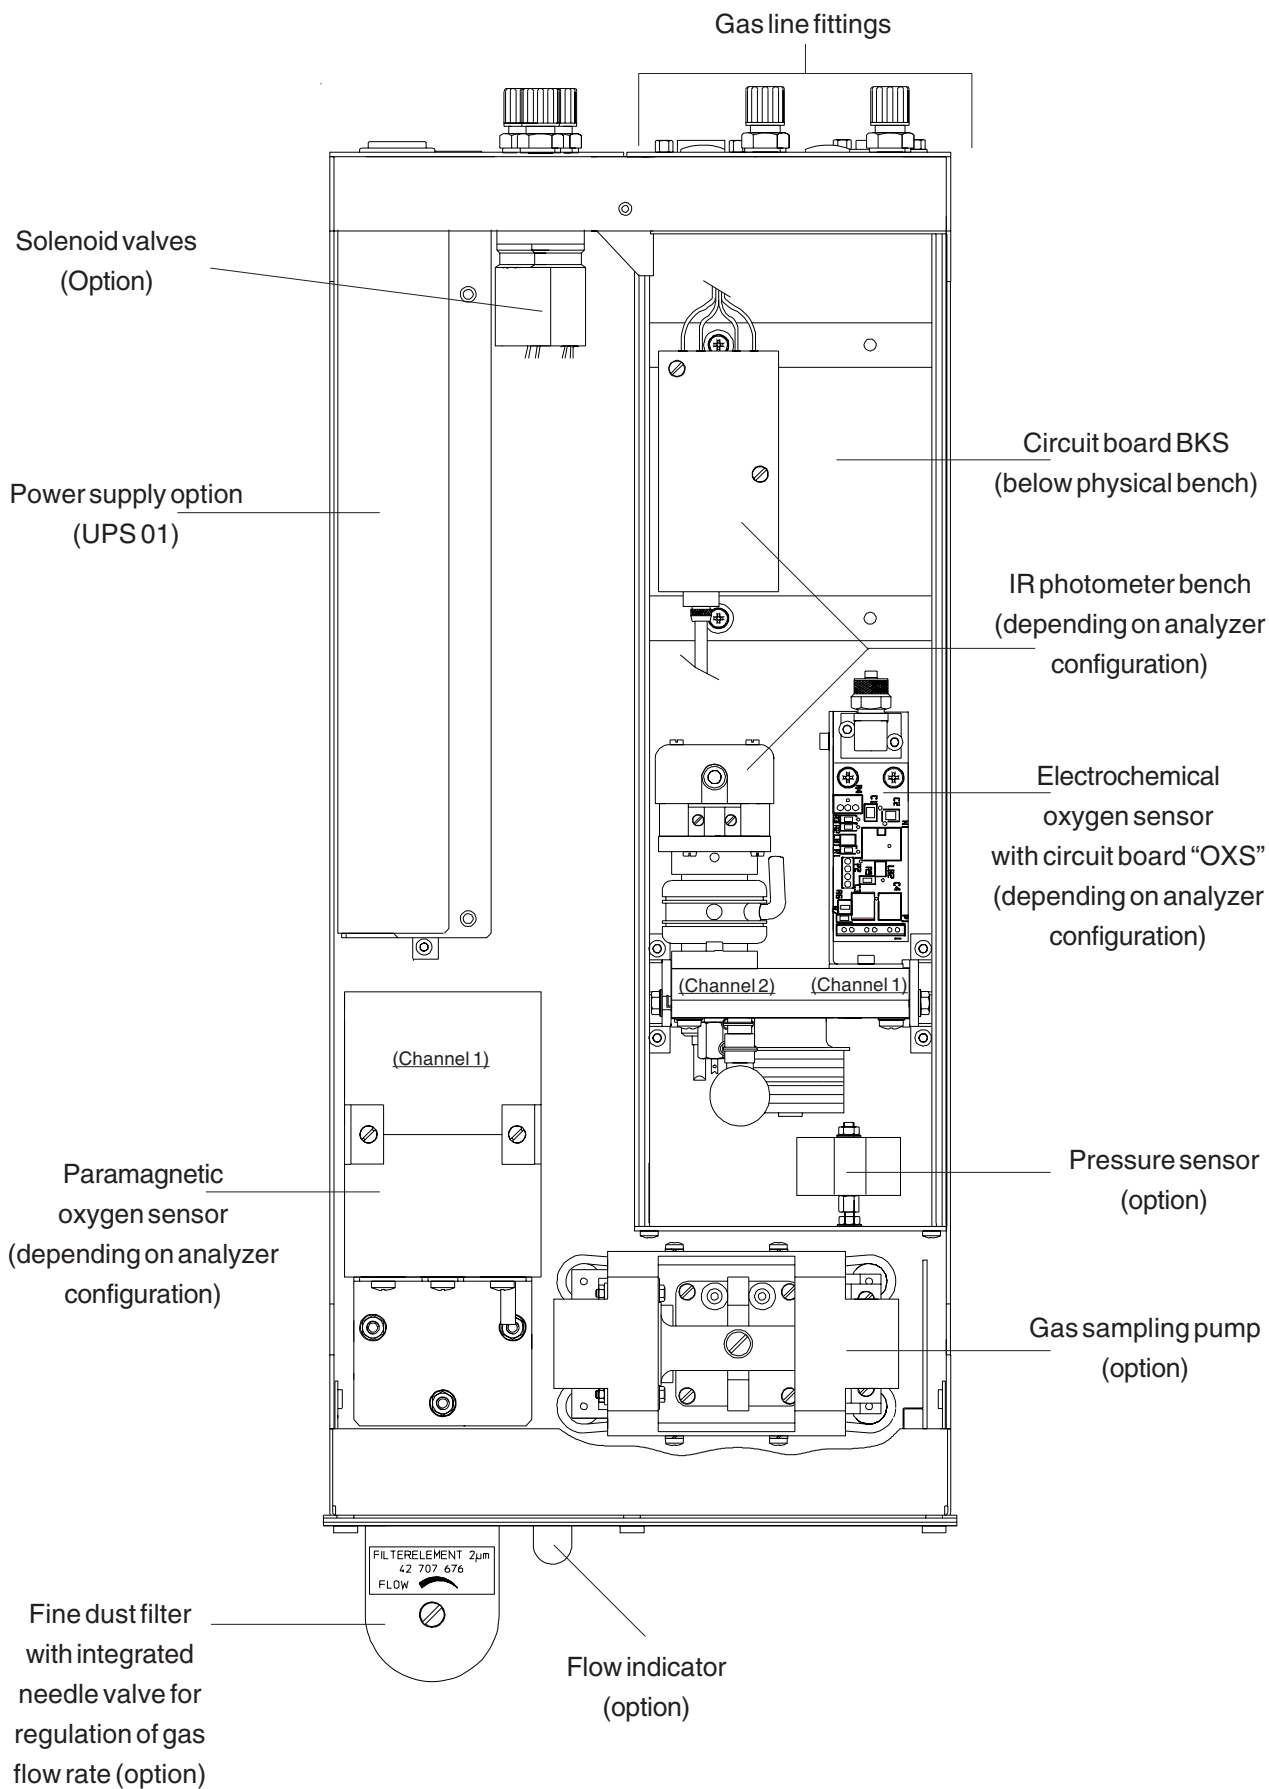 Gas line fittings
Solenoid valves
(Option)
Power supply option
(UPS 01)
Circuit board BKS
(below physical bench)
IR photometer bench
(depending on analyzer
configuration)
Electrochemical
oxygen sensor
with circuit board “OXS”
(depending on analyzer
configuration)
(Channel 2)
(Channel 1)
(Channel 1)
Paramagnetic
oxygen sensor
(depending on analyzer
configuration)
Pressure sensor
(option)
Gas sampling pump
(option)
FILTERELEMENT 2µm
42 707 676
FLOW
Fine dust filter
with integrated
needle valve for
regulation of gas
flow rate (option)
Flow indicator
(option)